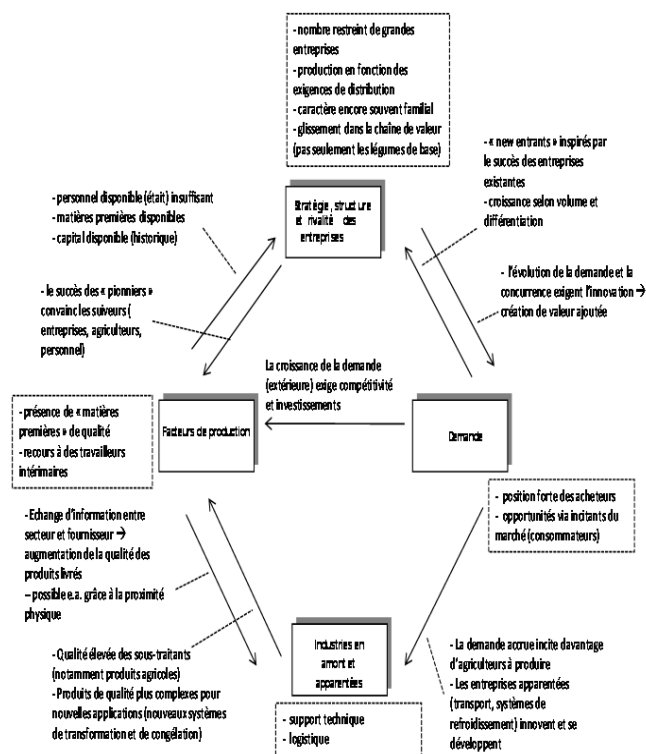 - nombre restreint de grandes
entreprises
- production en fonction des
exigences de distribution
- caractère encore souvent familial
- glissement dans la chaîne de valeur
(pas seulement les légumes de base)
- « new entrants » inspirés par
le succès des entreprises
existantes
- croissance selon volume et
différentiation
- personnel disponible (était) insuffisant
- matières premières disponibles
- capital disponible (historique)
Stratégie, structure
et rivalité des
entreprises
- l'évolution de la demande et la
concurrence exigent l'innovation →
création de valeur ajoutée
- le succès des « pionniers »
convainc les suiveurs (
entreprises, agriculteurs,
personnel)
La croissance de la demande
(extérieure) exige compétitivité
et investissements
- présence de « matières
premières » de qualité
- recours à des travailleurs
intérimaires
Facteurs de production
Demande
- position forte des acheteurs
- opportunités via incitants du
marché (consommateurs)
- Echange d'information entre
secteur et fournisseur →
augmentation de la qualité des
produits livrés
– possible e.a. grâce à la proximité
physique
- Qualité élevée des sous-traitants
(notamment produits agricoles)
- Produits de qualité plus complexes pour
nouvelles applications (nouveaux systèmes
de transformation et de congélation)
Industries en
amont et
apparentées
- support technique
- logistique
- La demande accrue incite davantage
d'agriculteurs à produire
- Les entreprises apparentées
(transport, systèmes de
refroidissement) innovent et se
développent